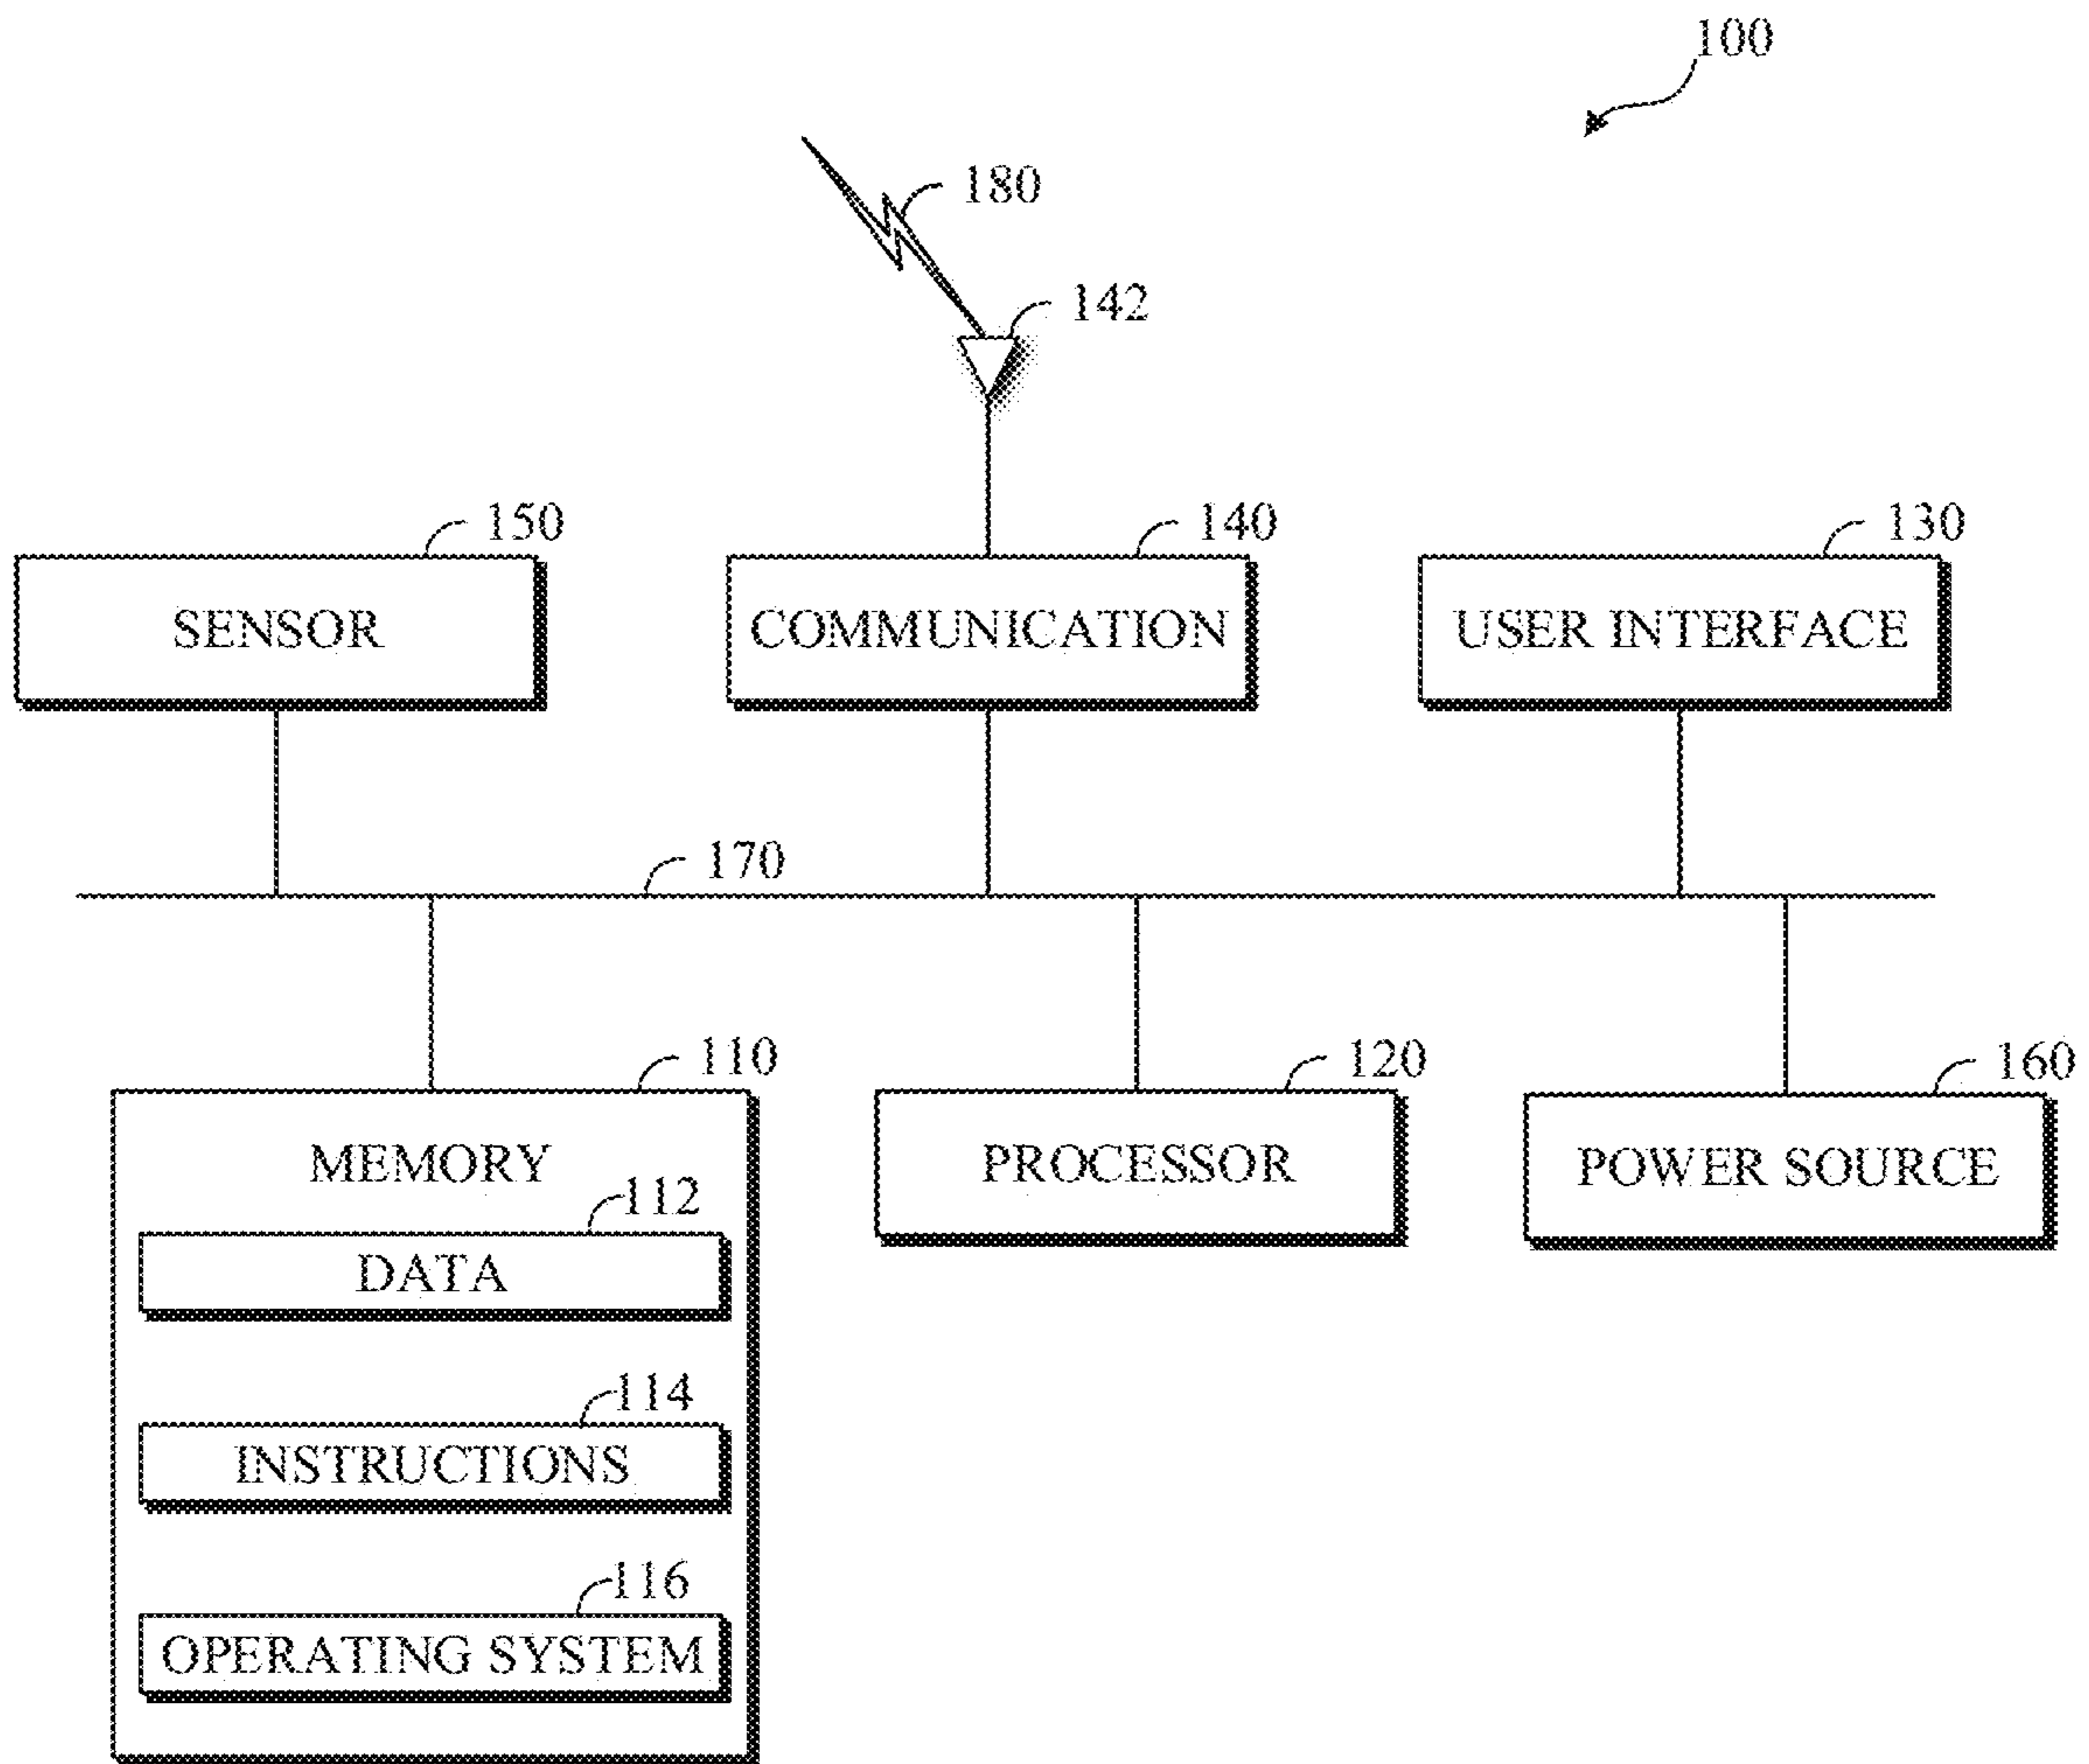 100
180
142
150
140
130
SENSOR
COMMUNICATION
USER INTERFACE
170
110
120
160
MEMORY
PROCESSOR
POWER SOURCE
112
DATA
114
INSTRUCTIONS
116
OPERATING SYSTEM